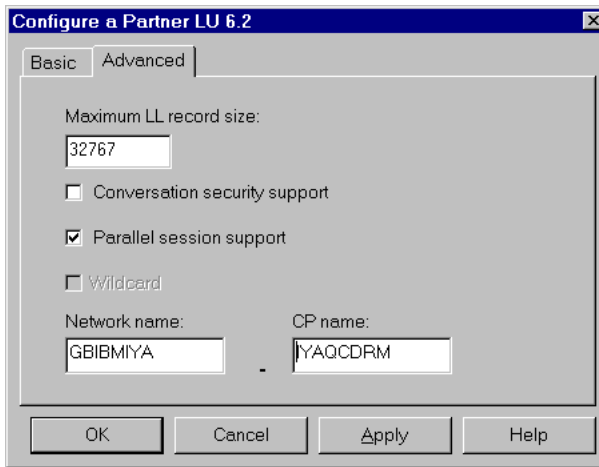 Configure a Partner LU 6.2
Basic Advanced
Maximum LL record size:
32767
Conversation security support
Parallel session support
Wildcard
Network name: CP name:
GBIBMIYA . IYAQCDRM
OK Cancel Apply Help